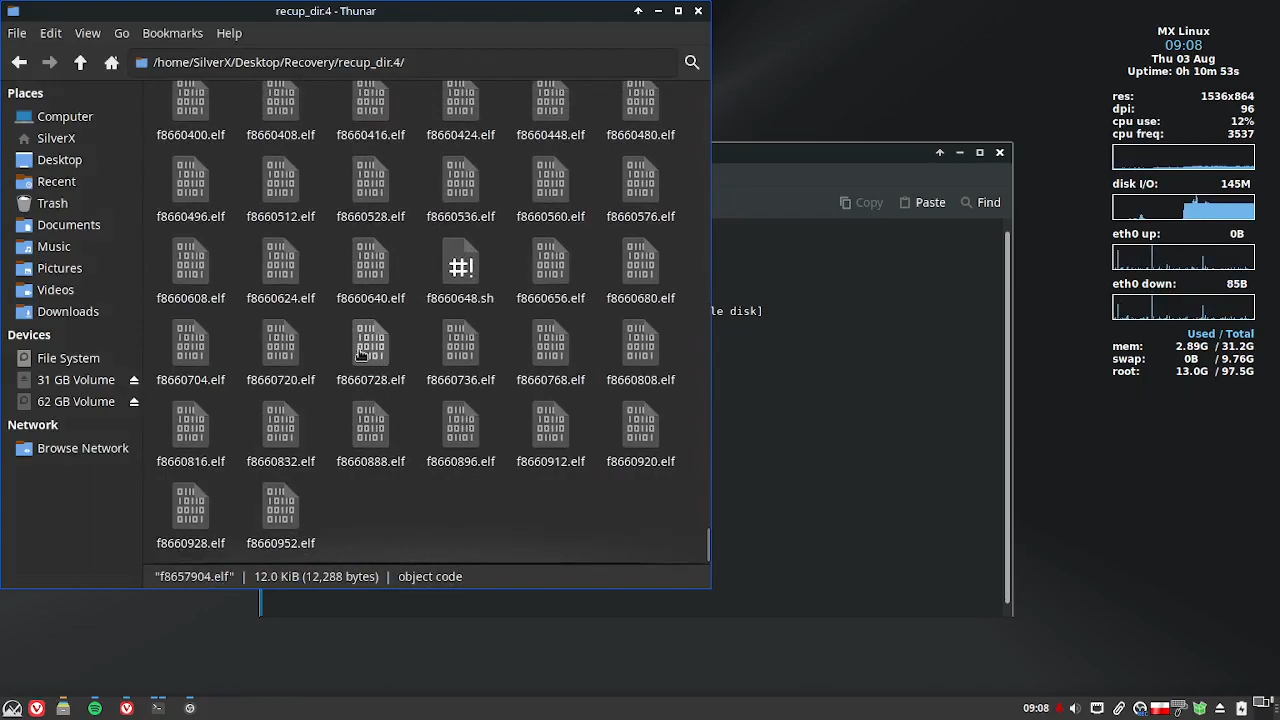 recup_dir.4 - Thunar
File Edit View Go Bookmarks Help
/home/SilverX/Desktop/Recovery/recup_dir.4/
Places
Computer
SilverX
Desktop
Recent
Trash
Documents
Music
Pictures
Videos
Downloads
Devices
File System
31 GB Volume
62 GB Volume
Network
Browse Network
f8660400.elf f8660408.elf f8660416.elf f8660424.elf f8660448.elf f8660480.elf
f8660496.elf f8660512.elf f8660528.elf f8660536.elf f8660560.elf f8660576.elf
f8660608.elf f8660624.elf f8660640.elf f8660648.sh f8660656.elf f8660680.elf
f8660704.elf f8660720.elf f8660728.elf f8660736.elf f8660768.elf f8660808.elf
f8660816.elf f8660832.elf f8660888.elf f8660896.elf f8660912.elf f8660920.elf
f8660928.elf f8660952.elf
"f8657904.elf" | 12.0 KiB (12,288 bytes) | object code
Copy Paste Find
le disk]
MX Linux
09:08
Thu 03 Aug
Uptime: 0h 10m 53s
res: 1536x864
dpi: 96
cpu use: 12%
cpu freq: 3537
disk I/O: 145M
eth0 up: 0B
eth0 down: 85B
Used / Total
mem: 2.89G / 31.2G
swap: 0B / 9.76G
root: 13.0G / 97.5G
09:08